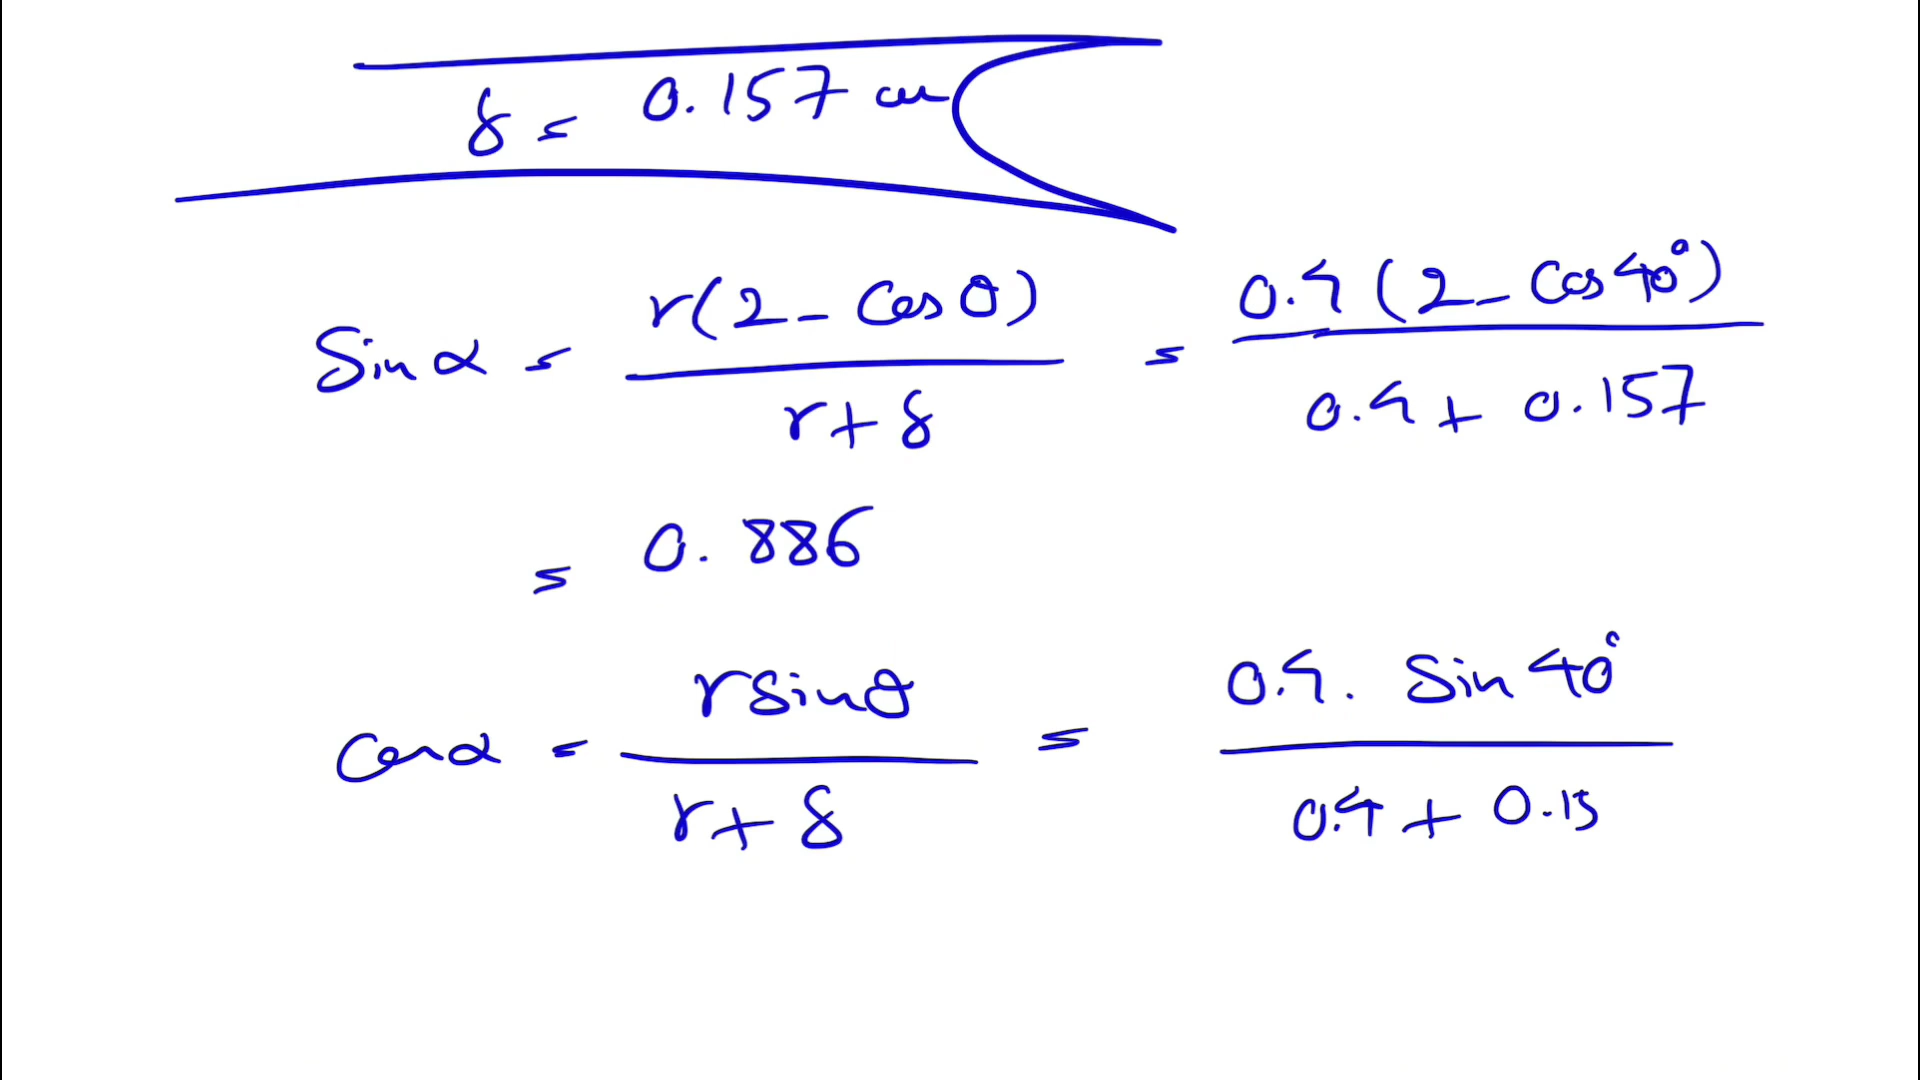 δ = 0.157 cm
Sin α = r(2 - Cos θ) / r + δ = 0.4 (2 - Cos 40°) / 0.4 + 0.157
= 0.886
Cos α = r sin θ / r + δ = 0.4 . Sin 40° / 0.4 + 0.15